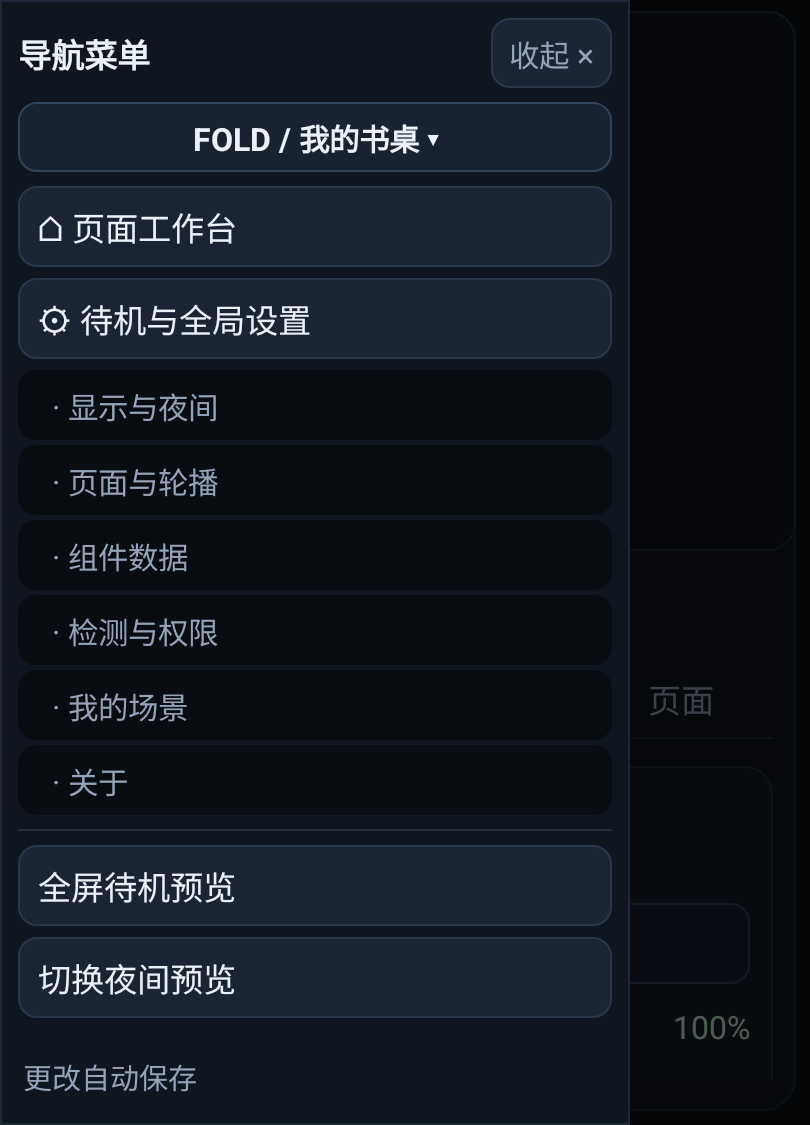 导航菜单
收起 ×
FOLD / 我的书桌 ▾
⌂ 页面工作台
⚙ 待机与全局设置
· 显示与夜间
· 页面与轮播
· 组件数据
· 检测与权限
· 我的场景
页面
· 关于
全屏待机预览
切换夜间预览
100%
更改自动保存